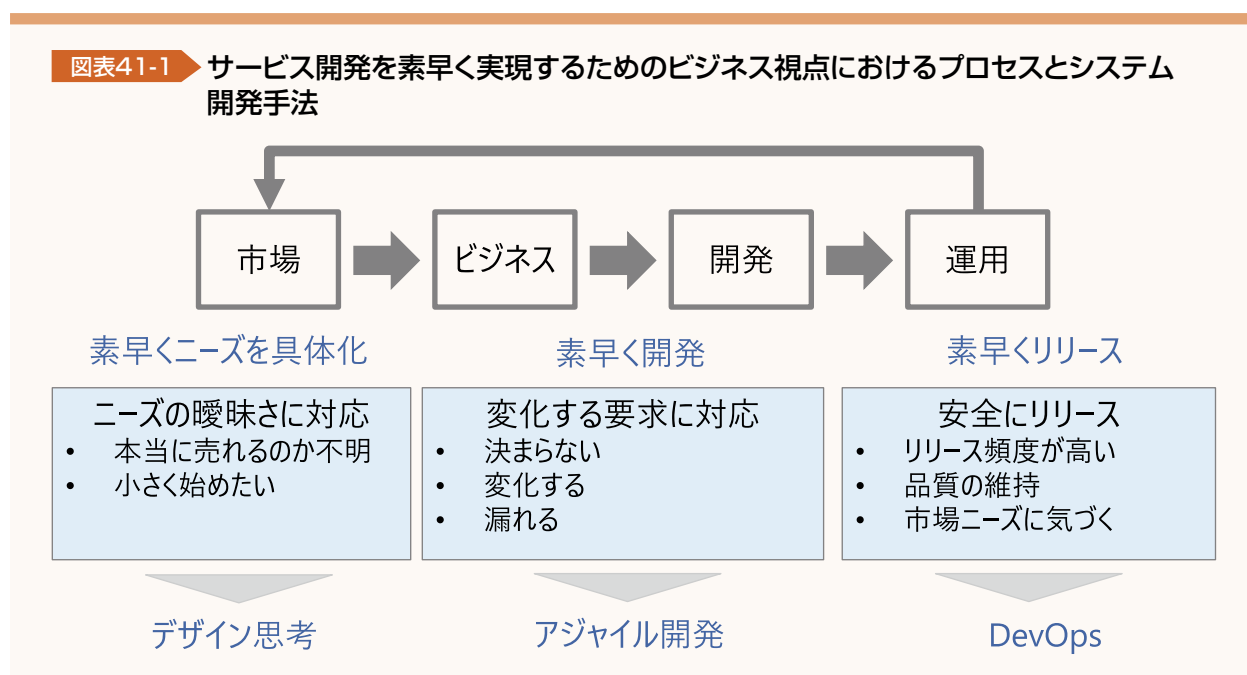 図表41-1
サービス開発を素早く実現するためのビジネス視点におけるプロセスとシステム
開発手法
市場
ビジネス
開発
運用
素早くニーズを具体化
素早く開発
素早くリリース
ニーズの曖昧さに対応
• 本当に売れるのか不明
• 小さく始めたい
変化する要求に対応
• 決まらない
• 変化する
• 漏れる
安全にリリース
• リリース頻度が高い
• 品質の維持
• 市場ニーズに気づく
デザイン思考
アジャイル開発
DevOps